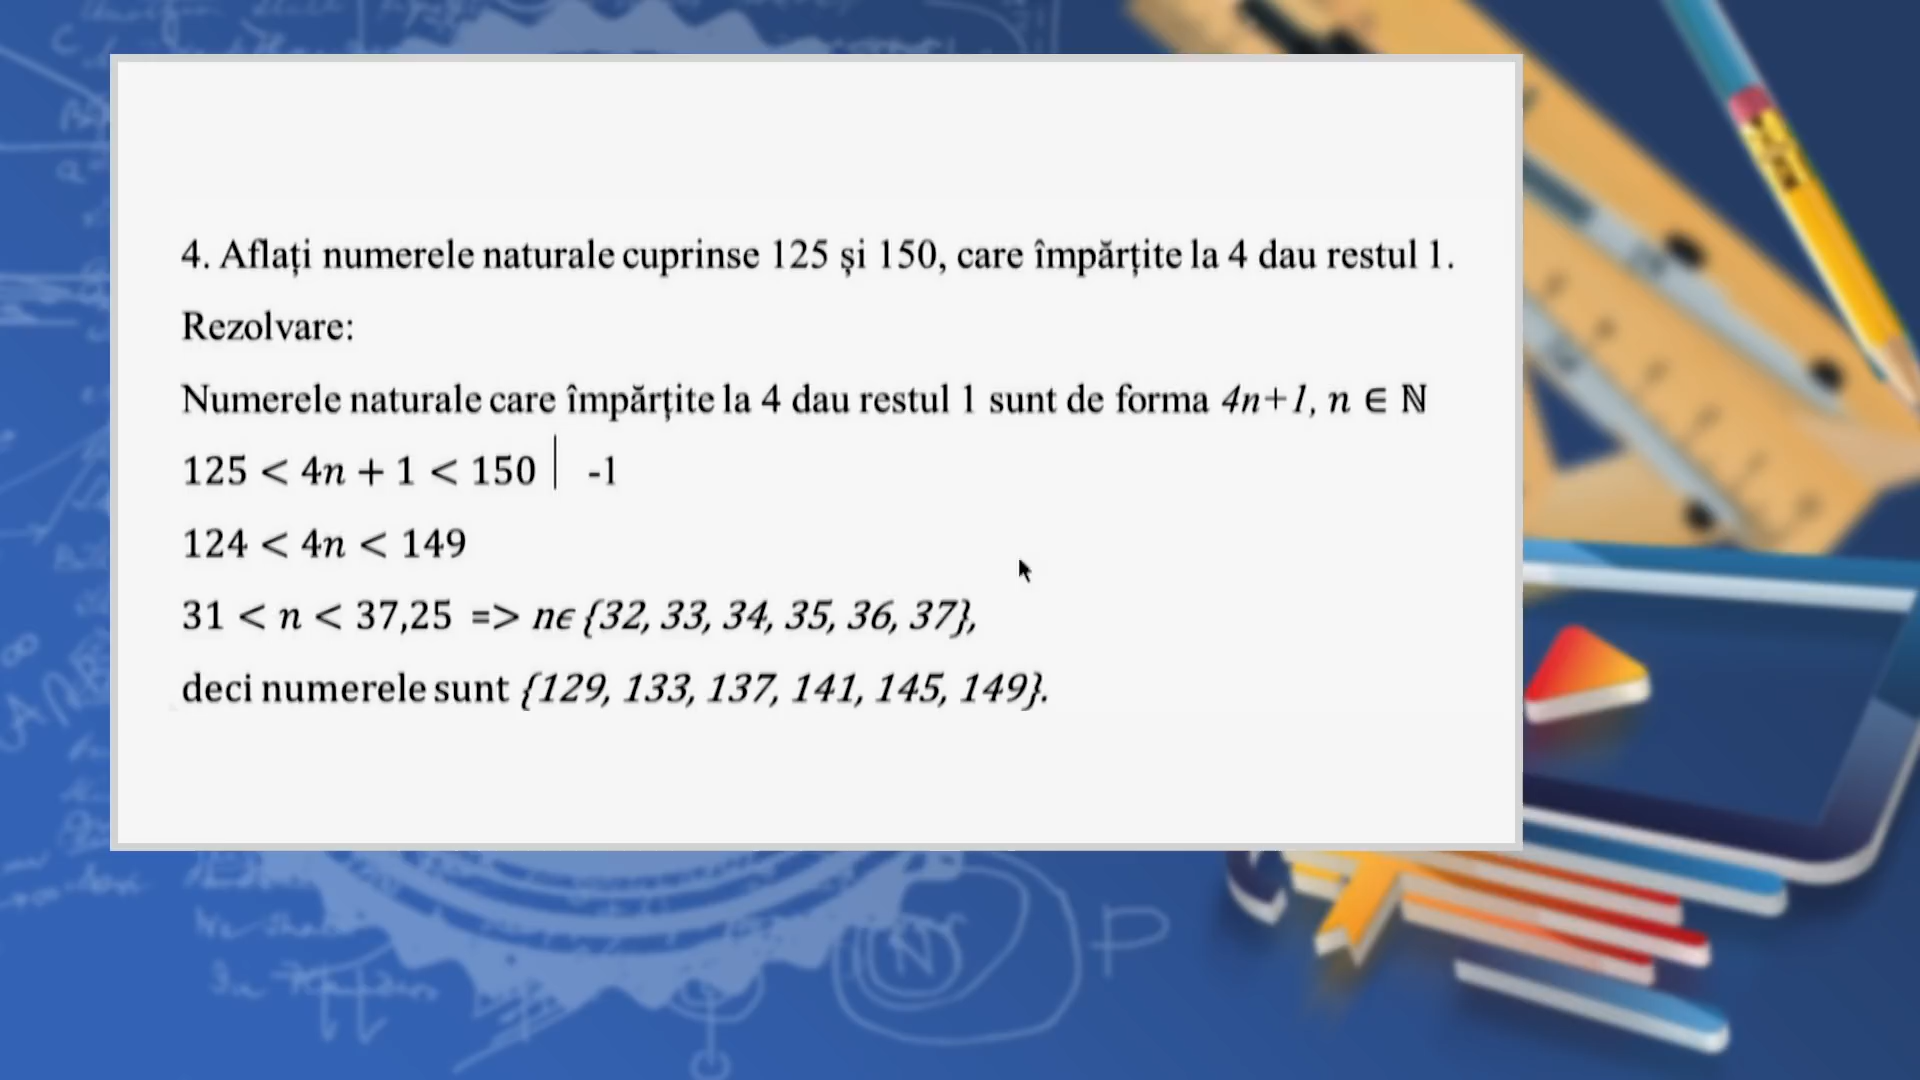 4. Aflați numerele naturale cuprinse 125 și 150, care împărțite la 4 dau restul 1.
Rezolvare:
Numerele naturale care împărțite la 4 dau restul 1 sunt de forma 4n+1, n ∈ ℕ
125 < 4n + 1 < 150 | -1
124 < 4n < 149
31 < n < 37,25 => nϵ {32, 33, 34, 35, 36, 37},
deci numerele sunt {129, 133, 137, 141, 145, 149}.
N
P